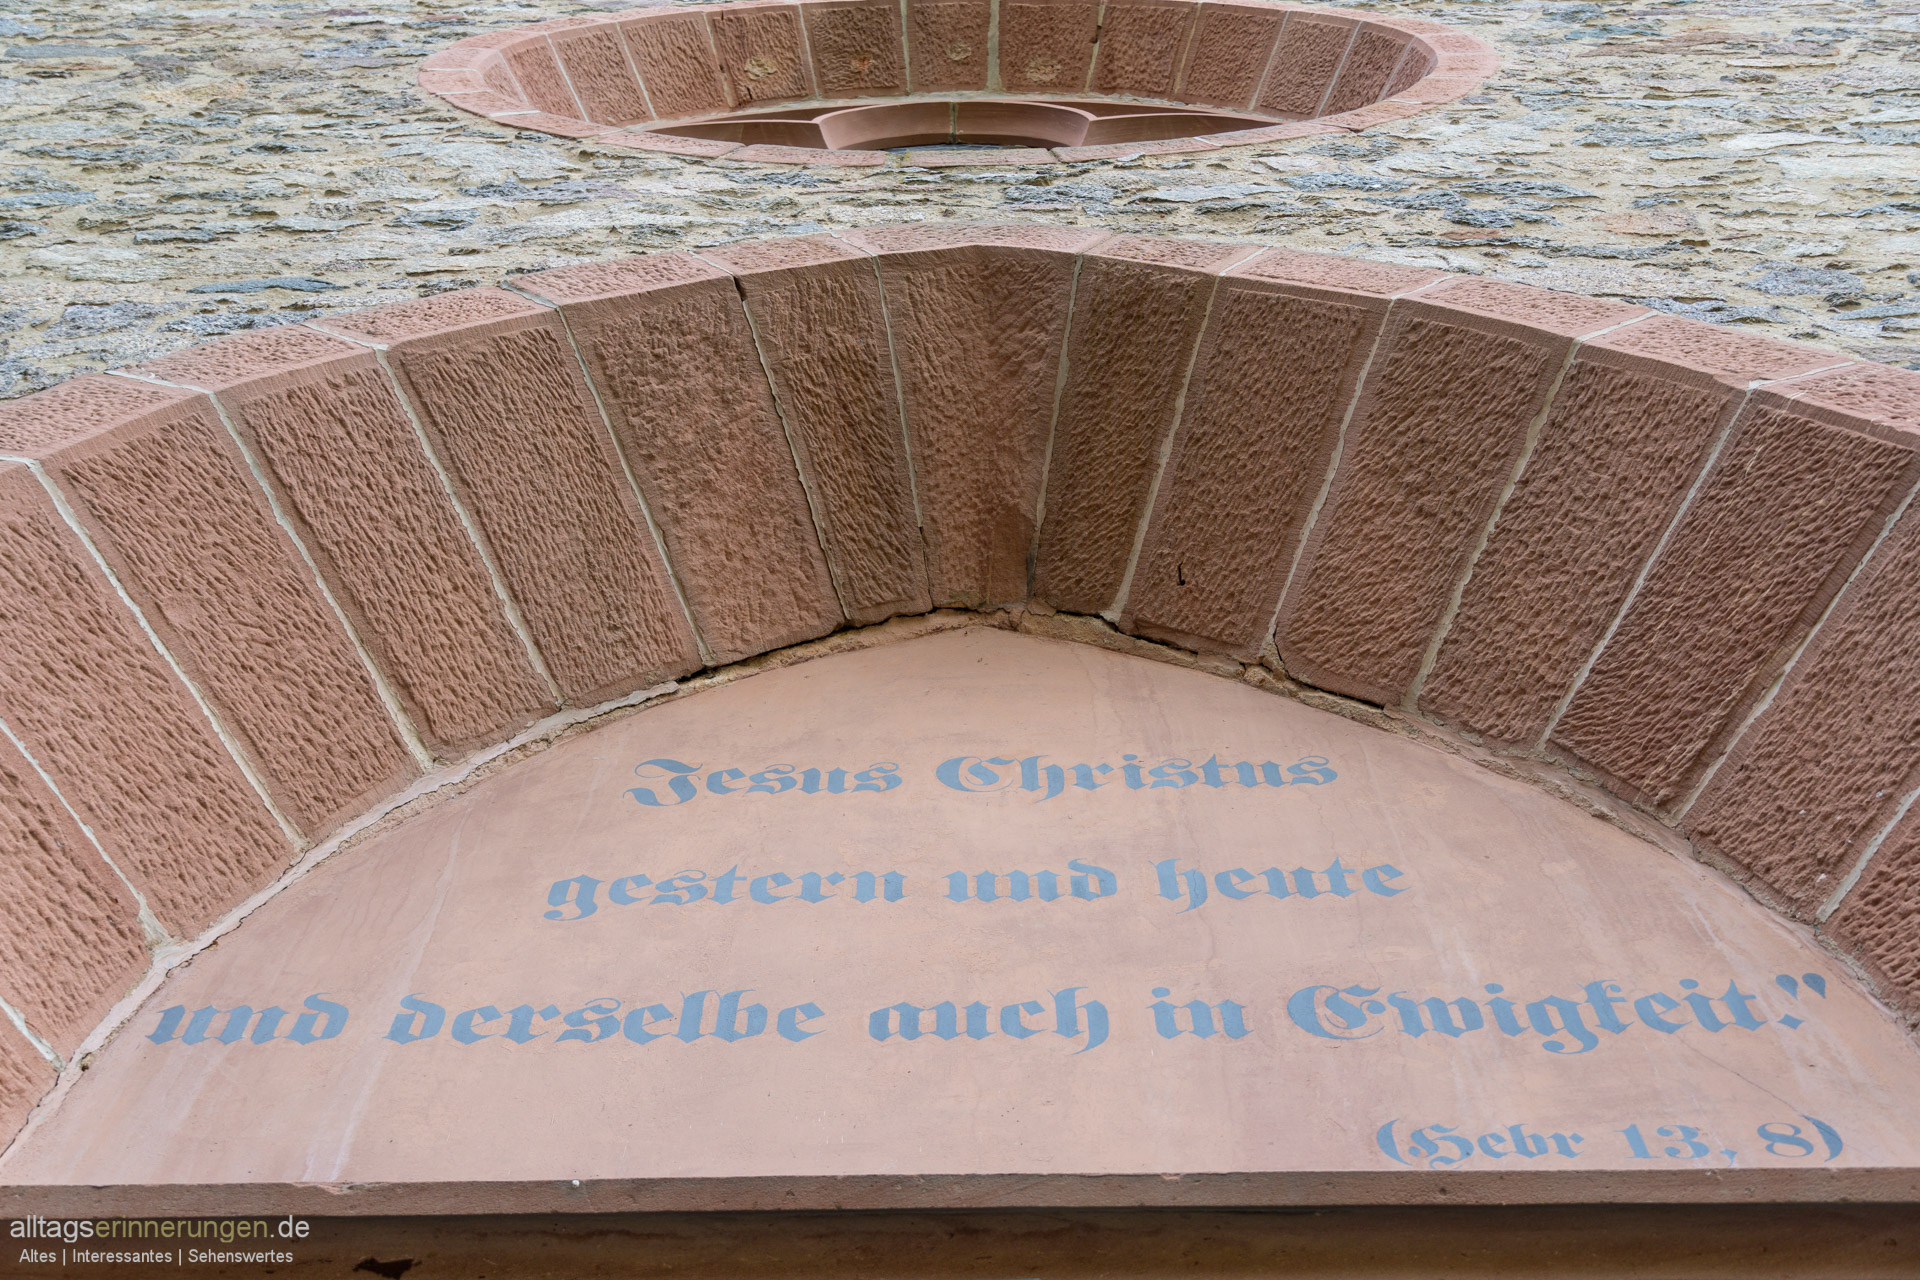 Jesus Christus
gestern und heute
und derselbe auch in Ewigkeit."
(Hebr 13, 8)
alltagserinnerungen.de
Altes | Interessantes | Sehenswertes